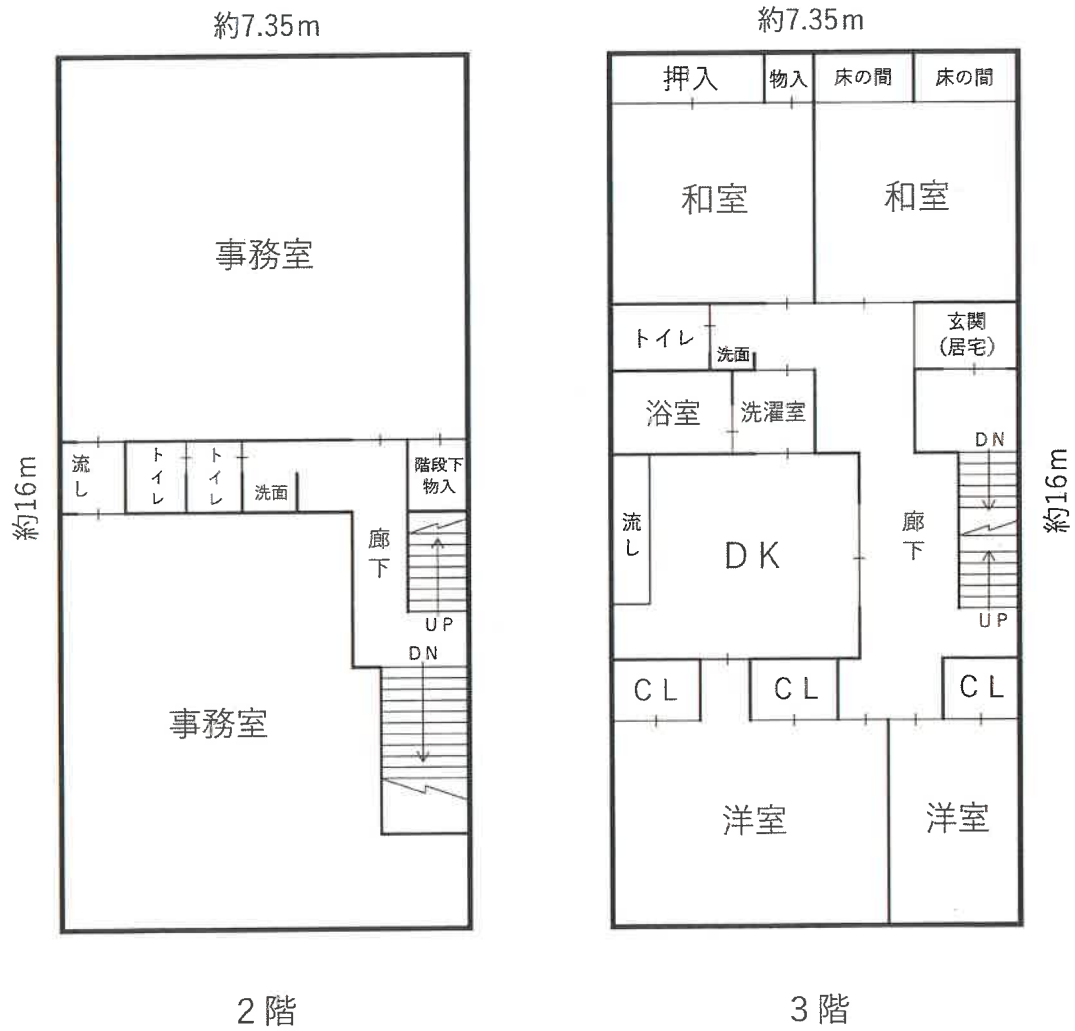 約7.35m
事務室
流し
トイレ
トイレ
洗面
階段下
物入
廊下
UP
DN
事務室
約16m
2階
約7.35m
押入
物入
床の間
床の間
和室
和室
トイレ
洗面
玄関
(居宅)
浴室
洗濯室
DN
流し
DK
廊下
UP
CL
CL
CL
洋室
洋室
約16m
3階